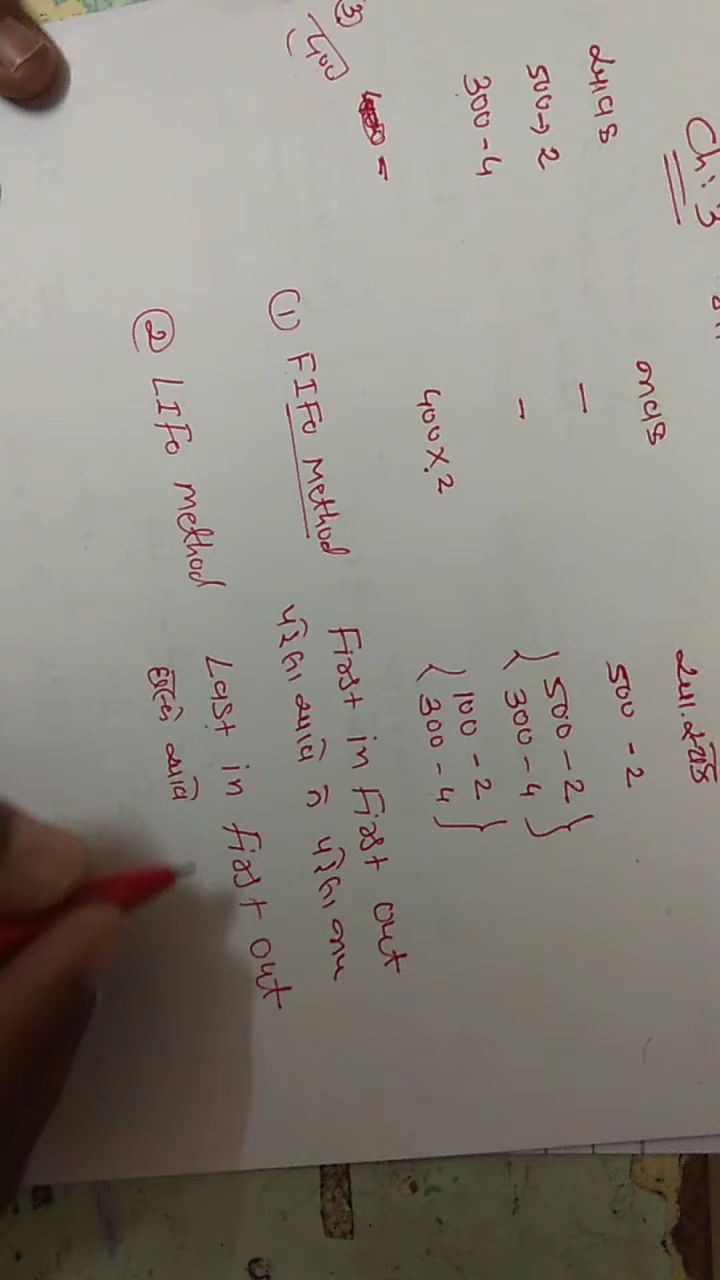 Ch: 3
આવક જાવક સ્ટોક
500 - 2
500 → 2 –
300 - 4 – { 500 - 2
300 - 4 }
400 × 2 { 100 - 2
300 - 4 }
① FIFO Method First in First out
પહેલા આવે તે પહેલા જાય
② LIFO method Last in First out
છેલ્લે આવે